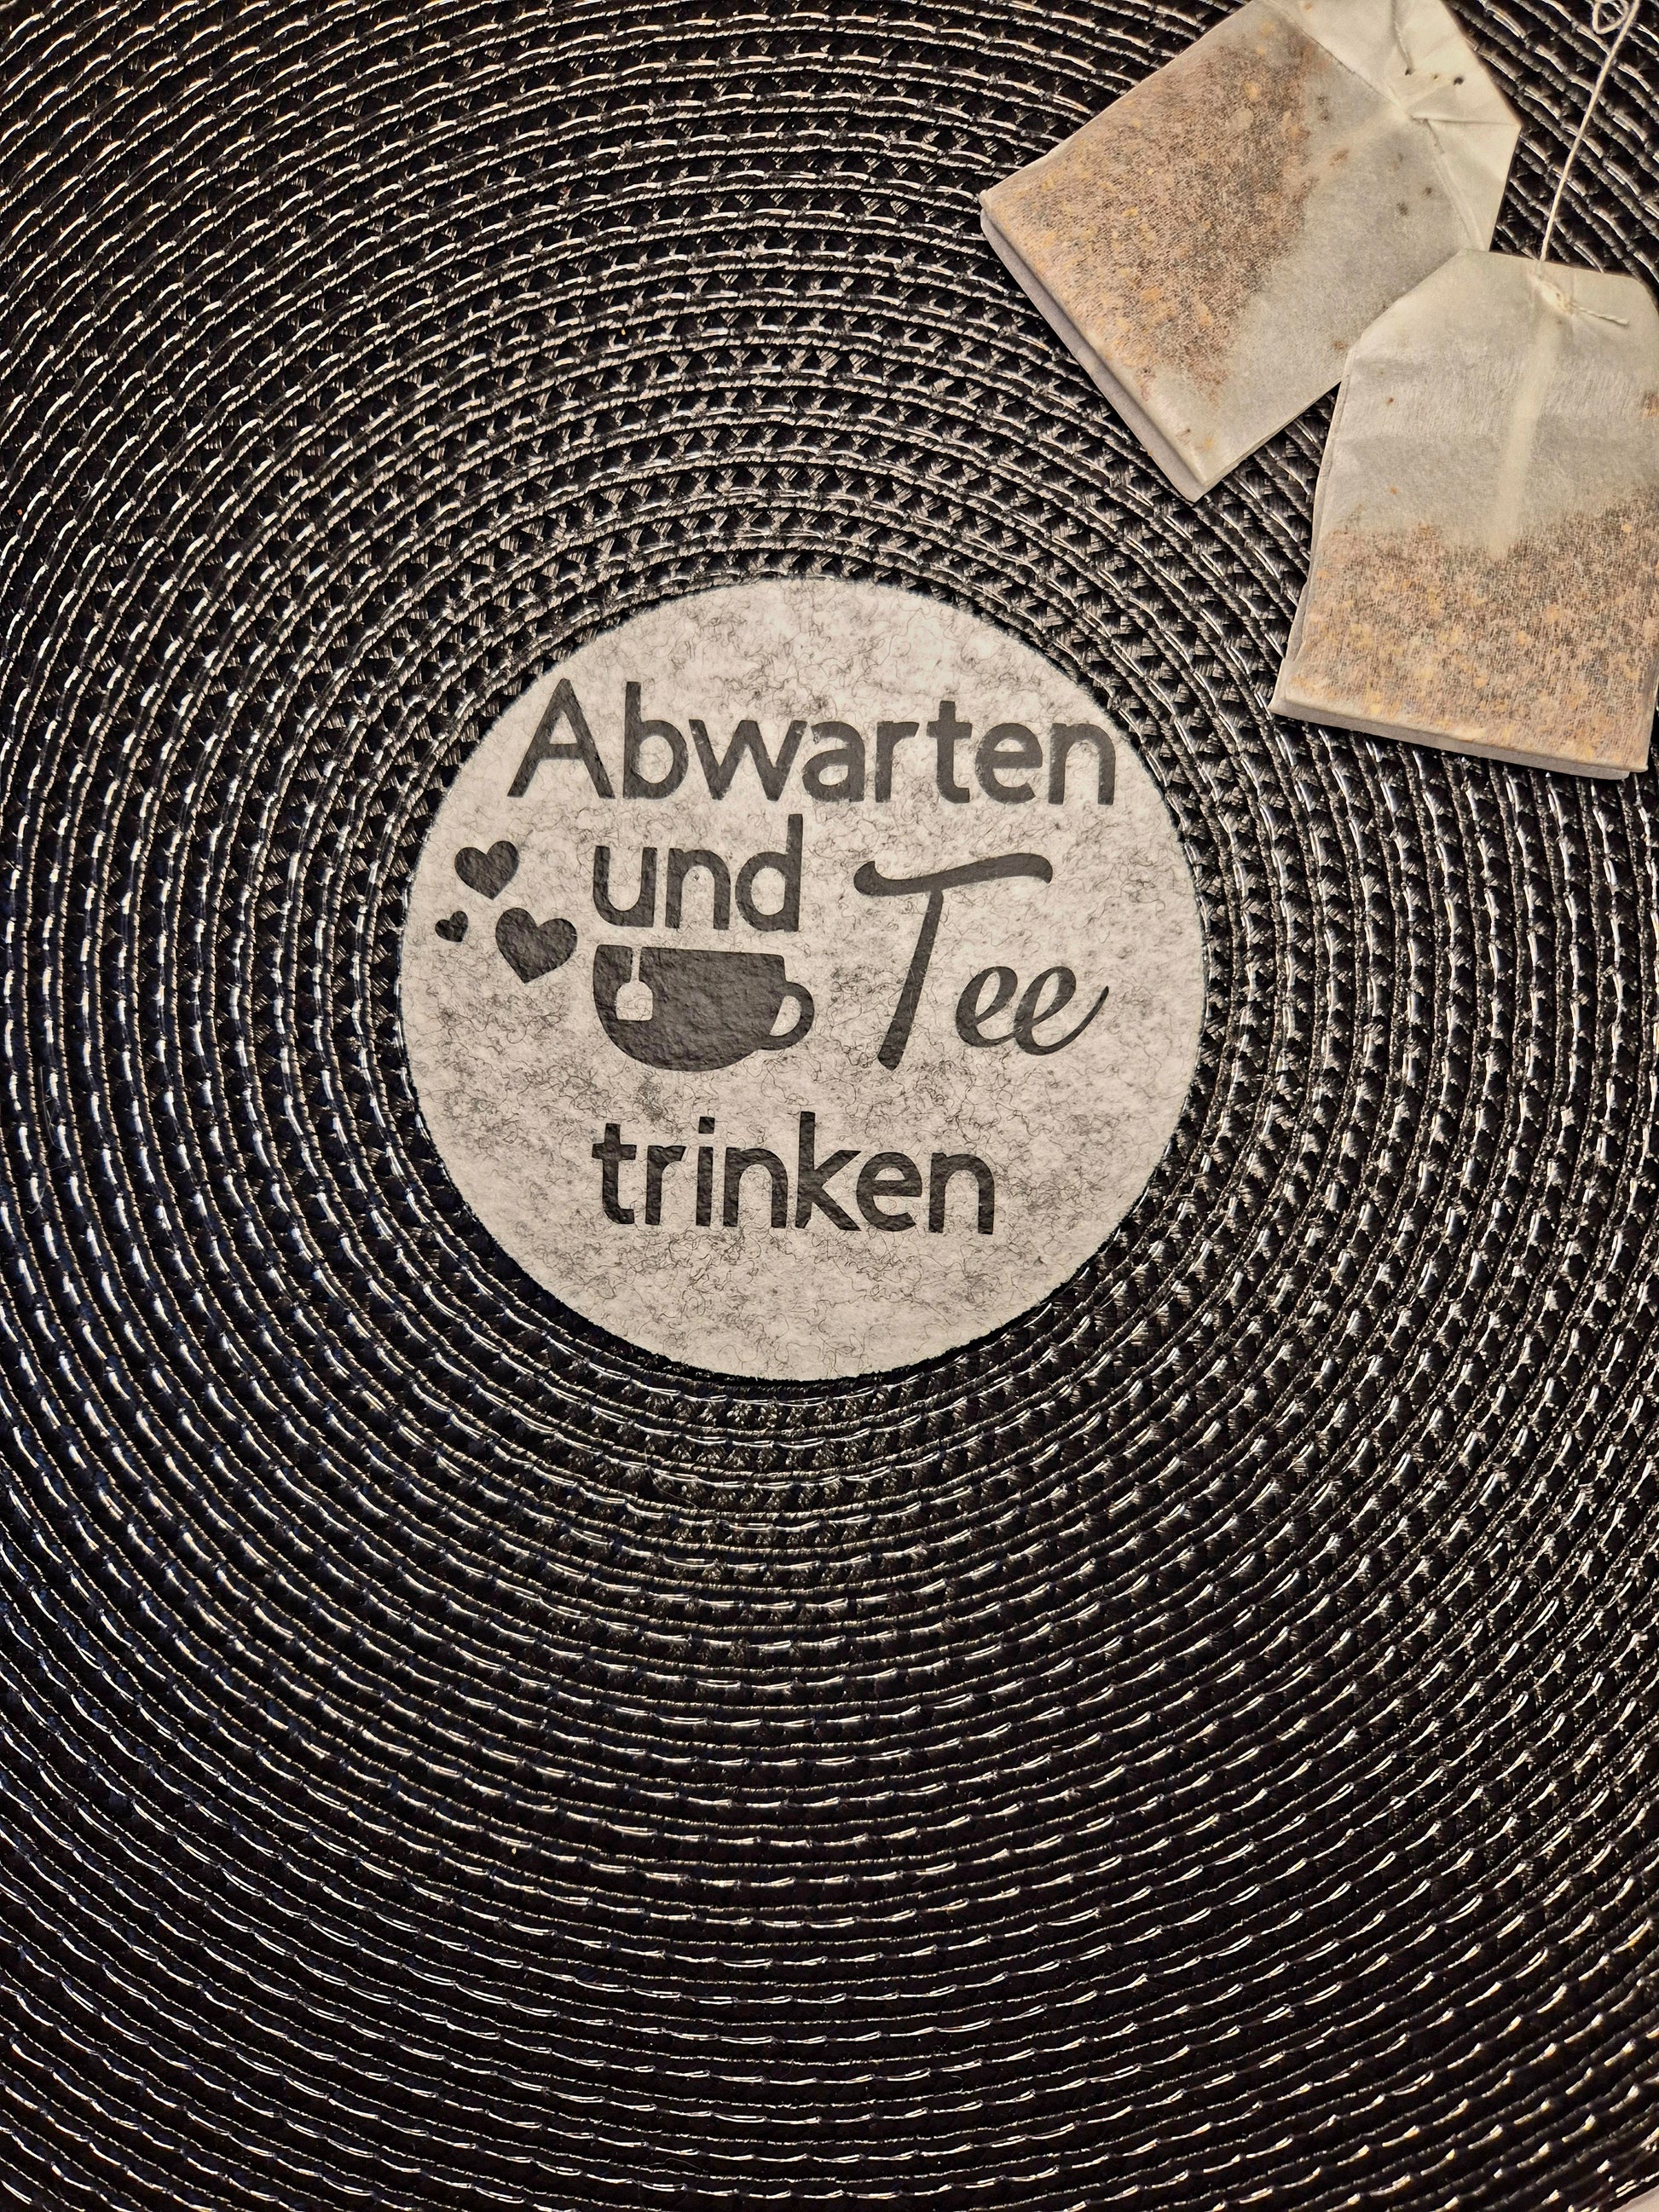 Abwarten
und Tee
trinken